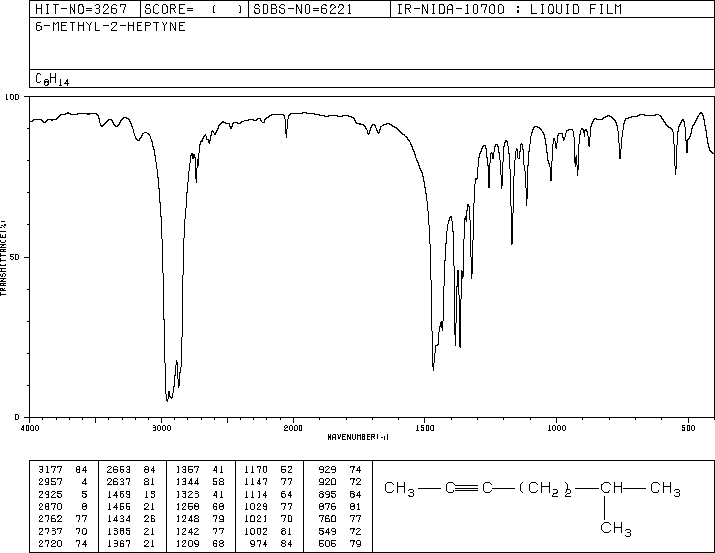 HIT-NO=3267 SCORE= ( ) SDBS-NO=6221 IR-NIDA-10700 : LIQUID FILM
6-METHYL-2-HEPTYNE
C8H14
100
TRANSMITTANCE(%)
50
0
4000 3000 2000 1500 1000 500
WAVENUMBER(-1)
3177 84 2663 84 1367 41 1170 52 929 74
2957 4 2637 81 1344 58 1147 77 920 72
2925 5 1469 15 1323 41 1114 64 895 84
2870 8 1455 21 1258 68 1029 77 876 81
2762 77 1434 26 1248 79 1021 70 760 77
2737 70 1385 21 1242 77 1002 81 549 72
2720 74 1367 21 1209 68 974 84 505 79
CH3 C C (CH2)2 CH CH3
CH3